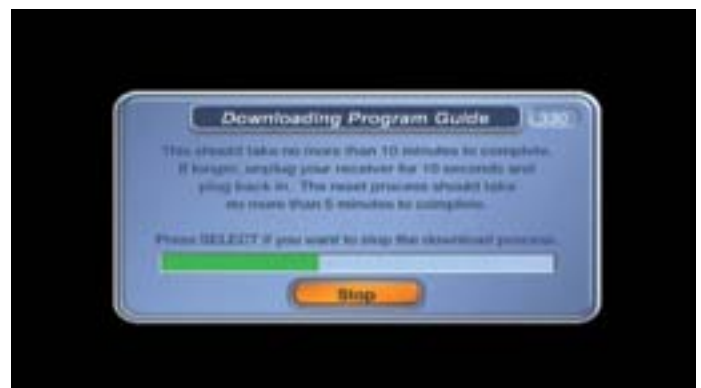 Downloading Program Guide
330
This should take no more than 10 minutes to complete.
If longer, unplug your receiver for 10 seconds and
plug back in. The reset process should take
no more than 5 minutes to complete.
Press SELECT if you want to stop the download process.
Stop